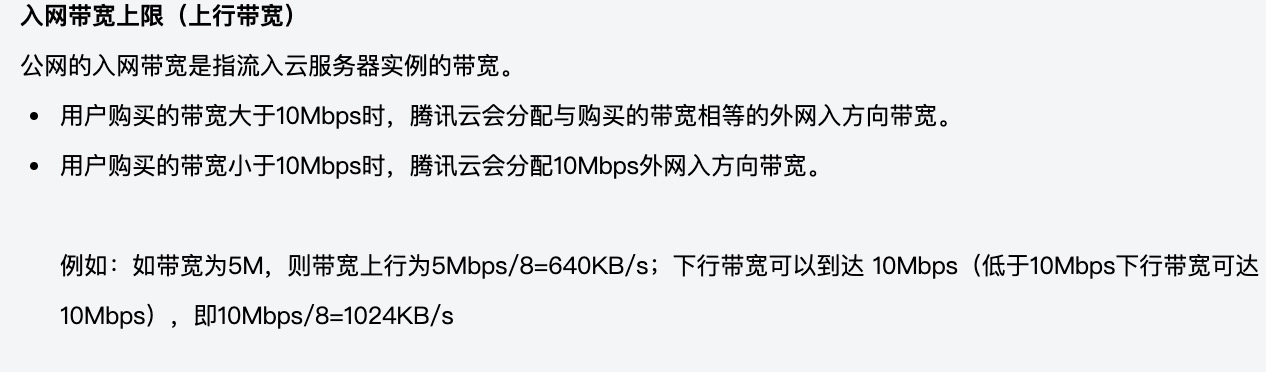 入网带宽上限（上行带宽）
公网的入网带宽是指流入云服务器实例的带宽。
• 用户购买的带宽大于10Mbps时，腾讯云会分配与购买的带宽相等的外网入方向带宽。
• 用户购买的带宽小于10Mbps时，腾讯云会分配10Mbps外网入方向带宽。
例如：如带宽为5M，则带宽上行为5Mbps/8=640KB/s；下行带宽可以到达 10Mbps（低于10Mbps下行带宽可达
10Mbps），即10Mbps/8=1024KB/s